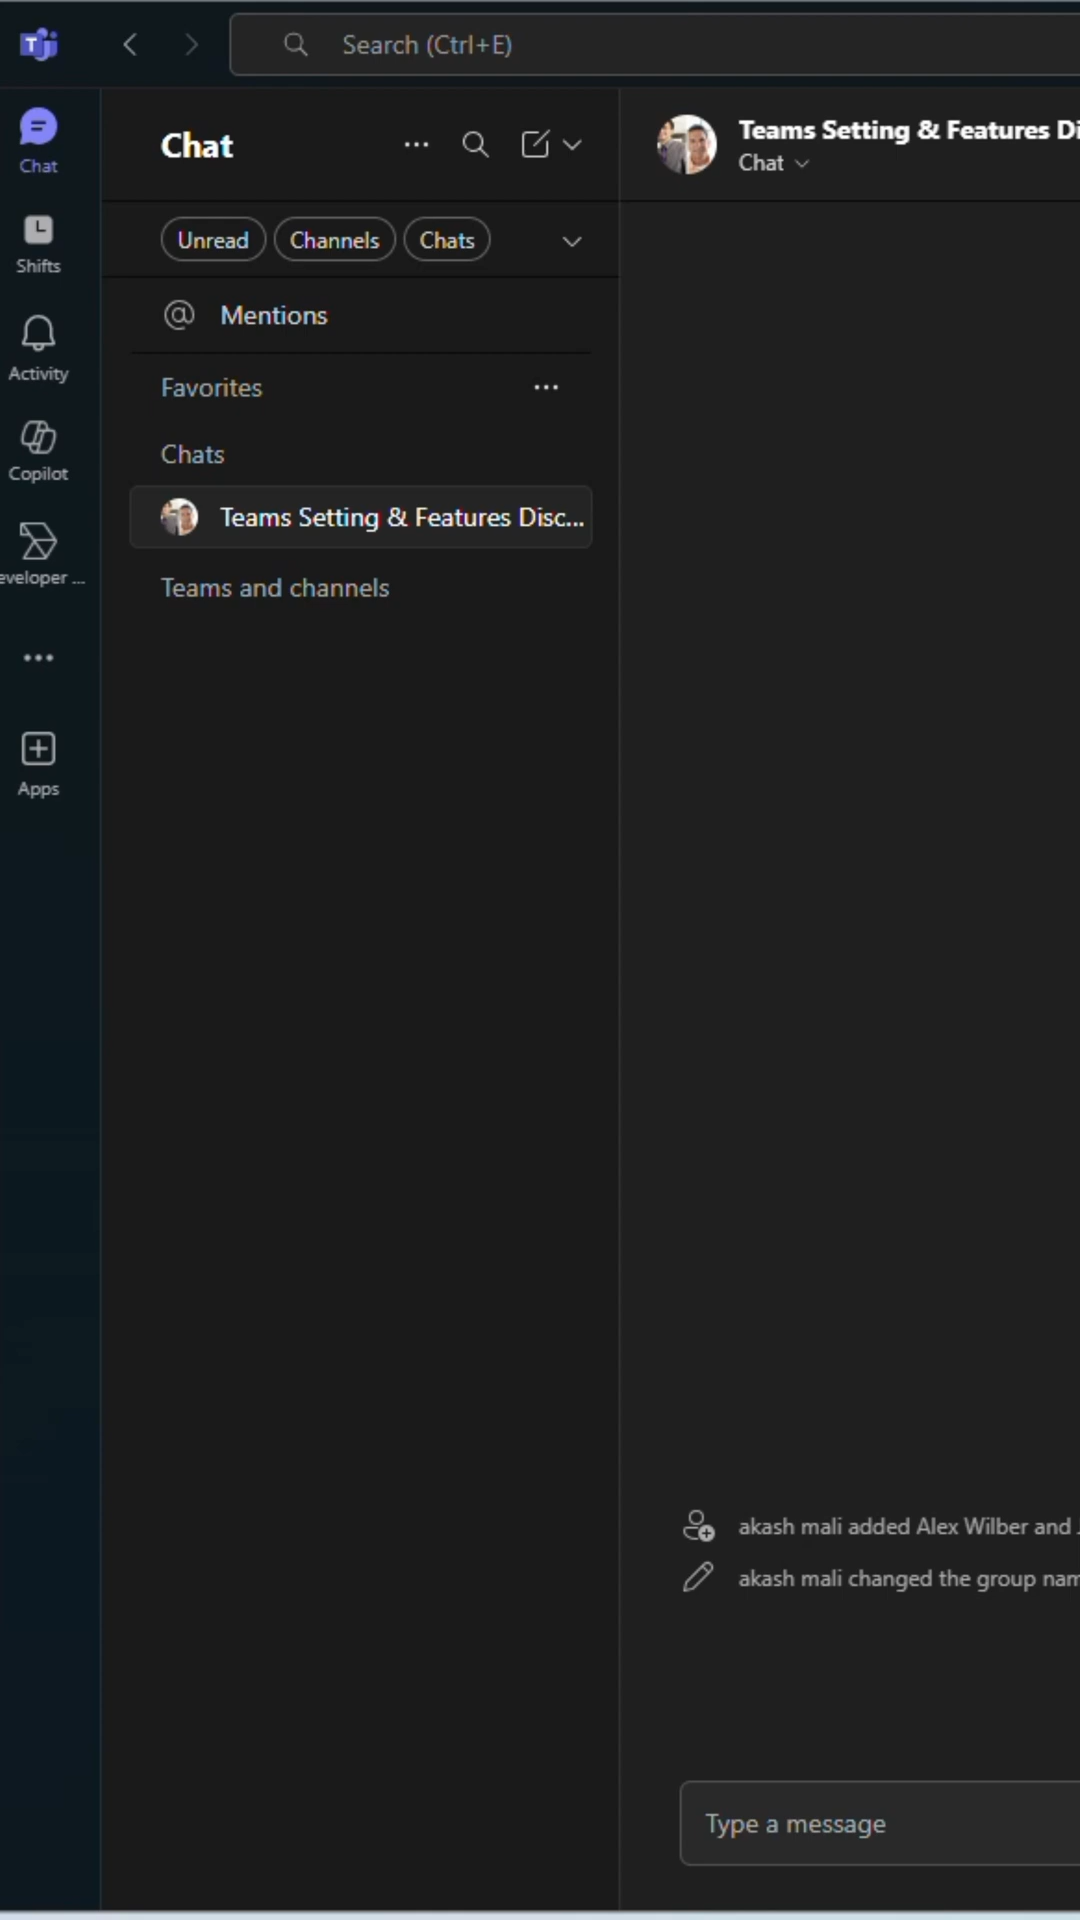 Search (Ctrl+E)
Chat
Shifts
Activity
Copilot
eveloper ...
Apps
Chat
Unread
Channels
Chats
@ Mentions
Favorites
Chats
Teams Setting & Features Disc...
Teams and channels
Teams Setting & Features Di
Chat
akash mali added Alex Wilber and
akash mali changed the group nam
Type a message